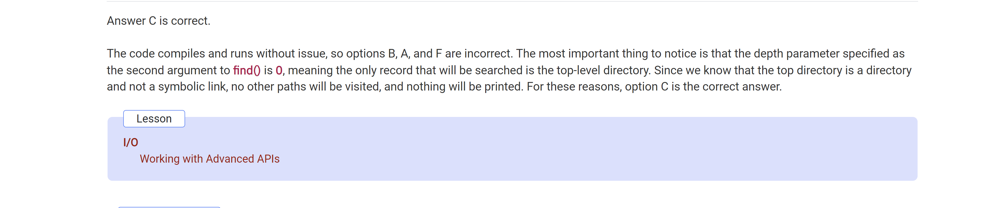 Answer C is correct.
The code compiles and runs without issue, so options B, A, and F are incorrect. The most important thing to notice is that the depth parameter specified as
the second argument to find() is 0, meaning the only record that will be searched is the top-level directory. Since we know that the top directory is a directory
and not a symbolic link, no other paths will be visited, and nothing will be printed. For these reasons, option C is the correct answer.
Lesson
I/O
Working with Advanced APIs